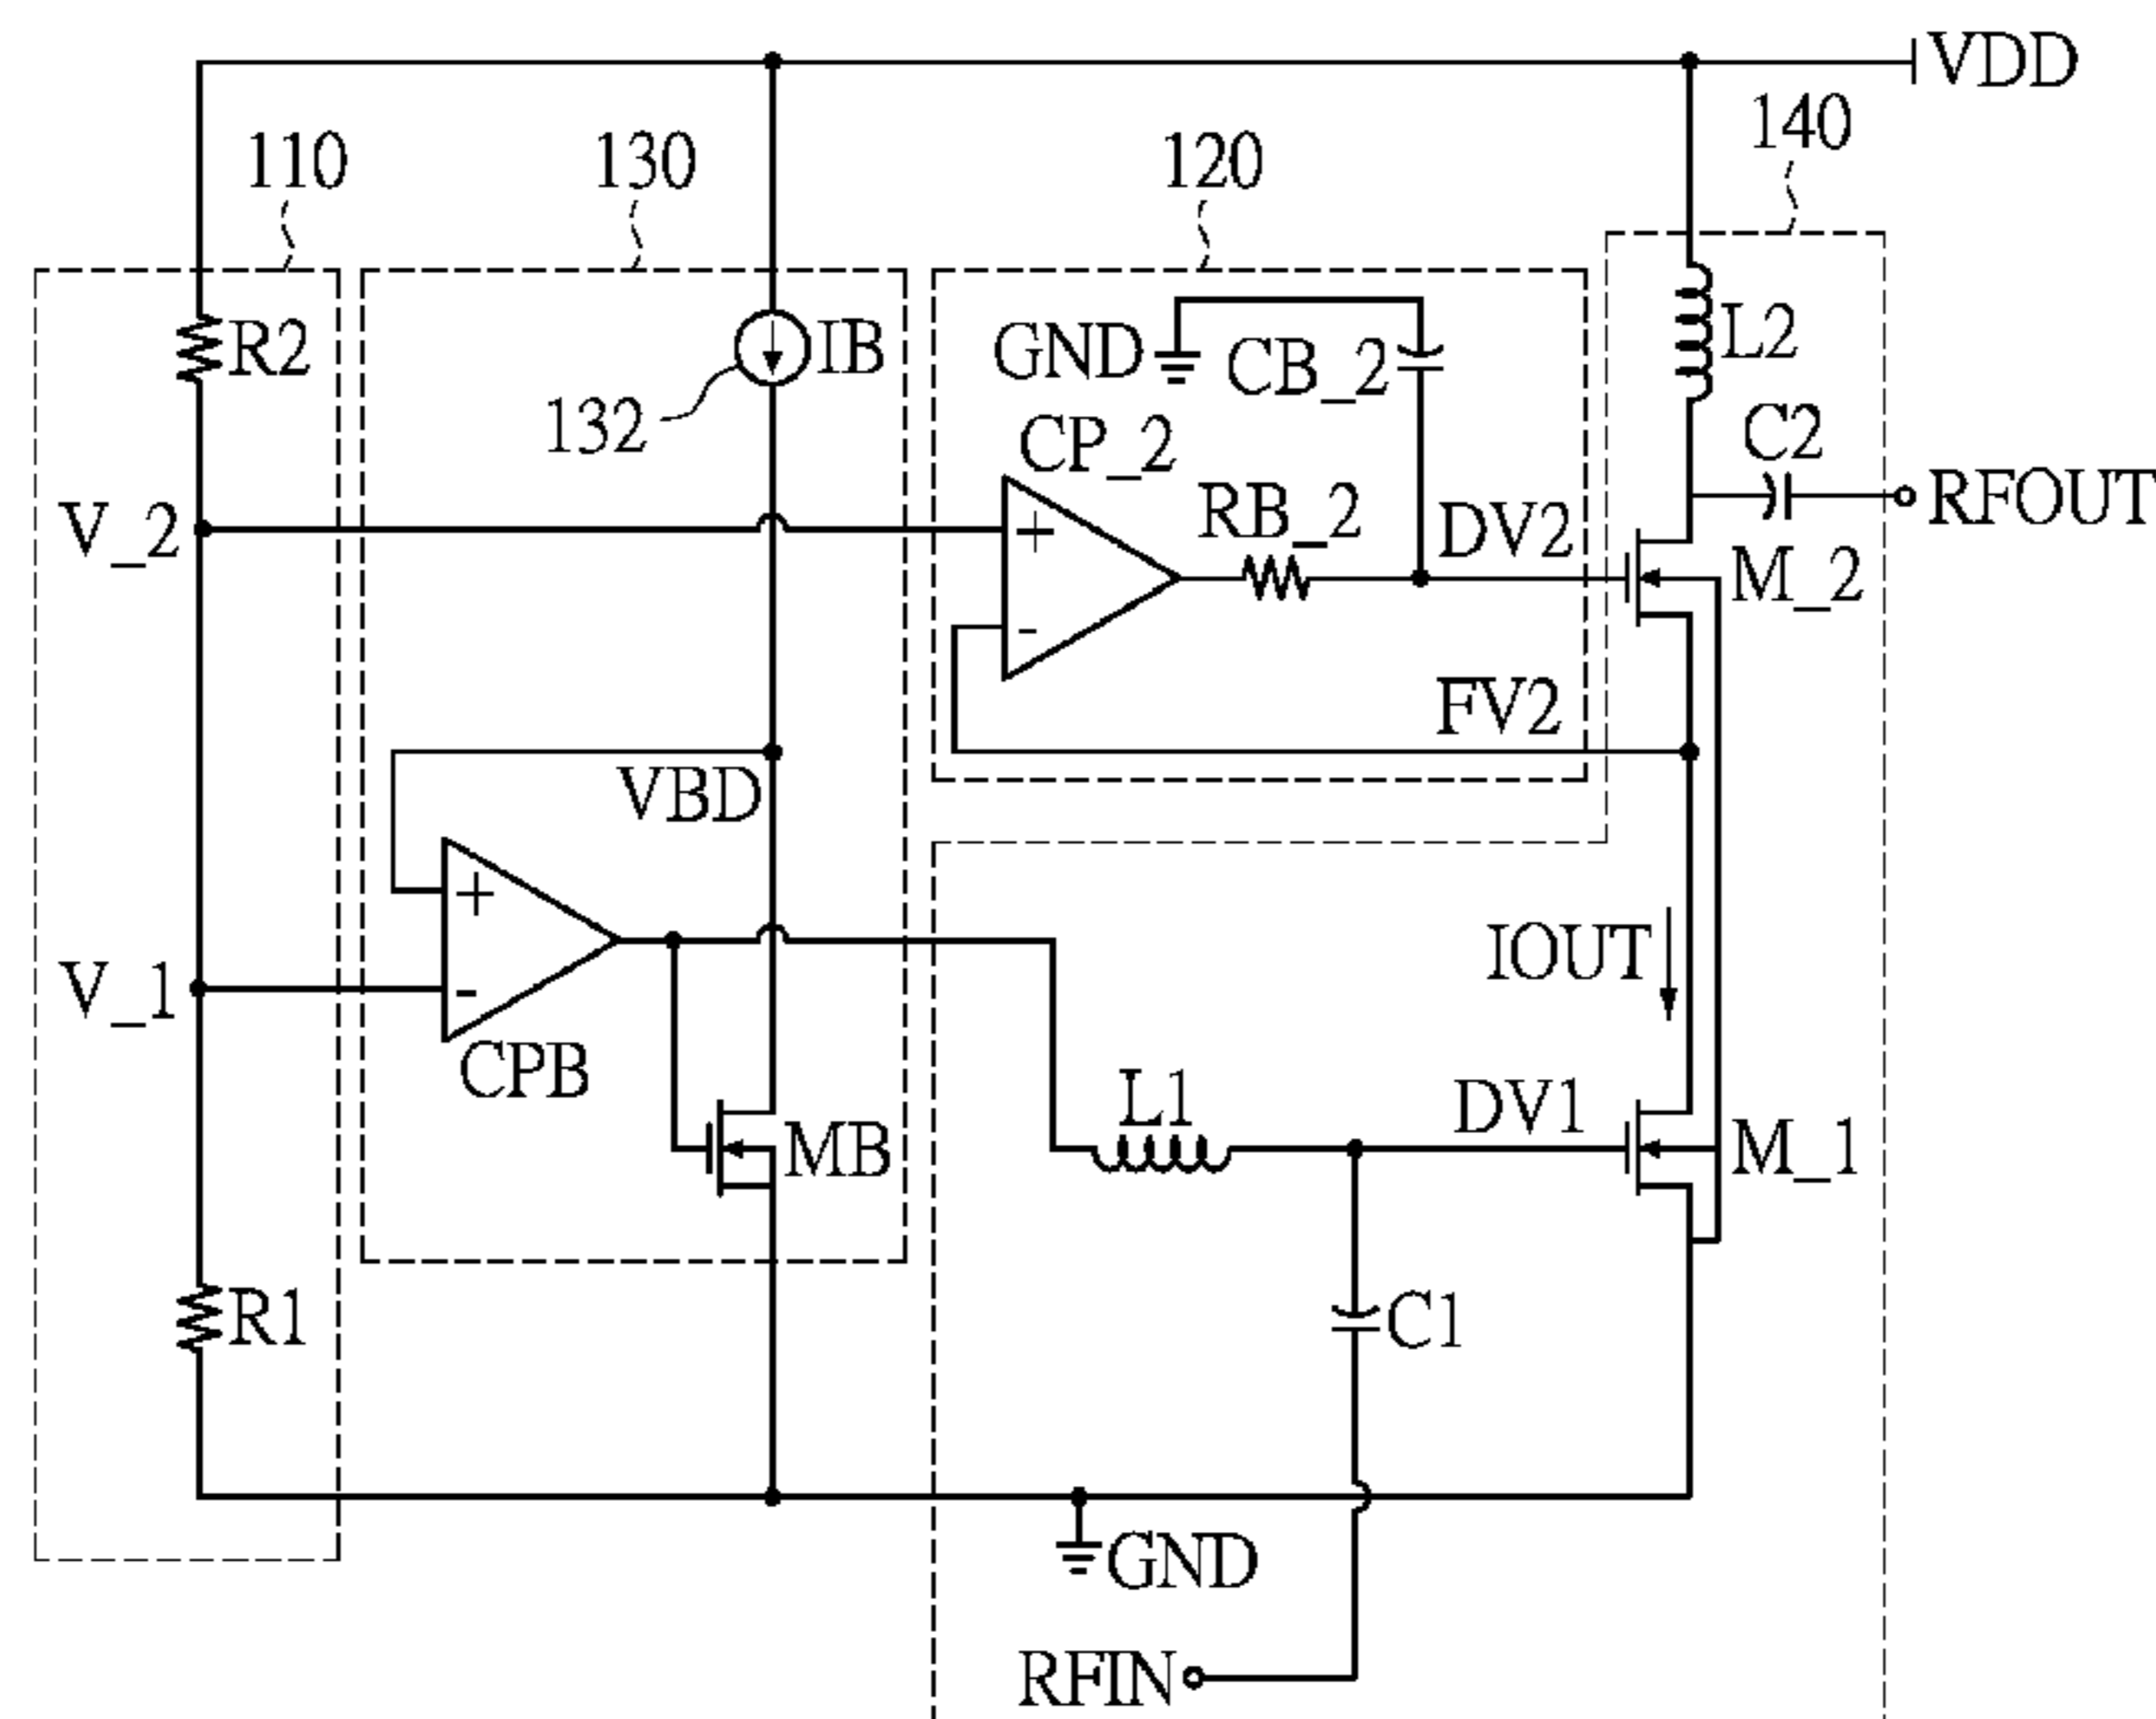 VDD
110
130
120
140
R2
IB
132
GND
CB_2
L2
CP_2
C2
RB_2
V_2
DV2
RFOUT
+
-
M_2
FV2
VBD
+
-
V_1
CPB
IOUT
L1
DV1
MB
M_1
R1
C1
GND
RFIN